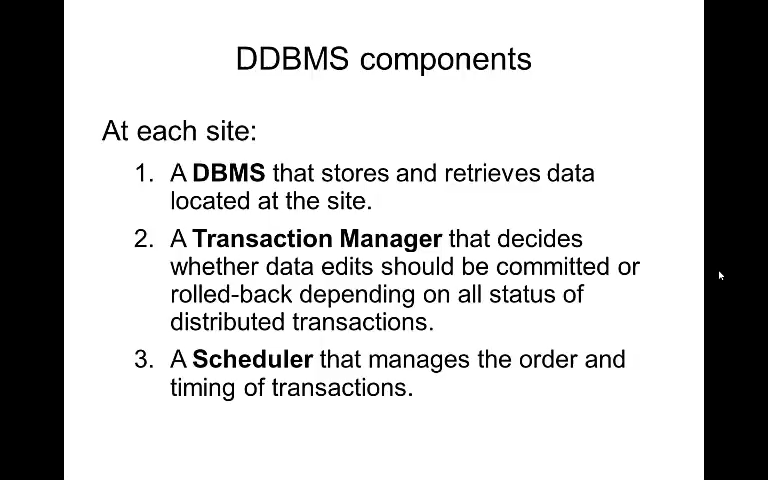 DDBMS components
At each site:
1. A DBMS that stores and retrieves data
located at the site.
2. A Transaction Manager that decides
whether data edits should be committed or
rolled-back depending on all status of
distributed transactions.
3. A Scheduler that manages the order and
timing of transactions.